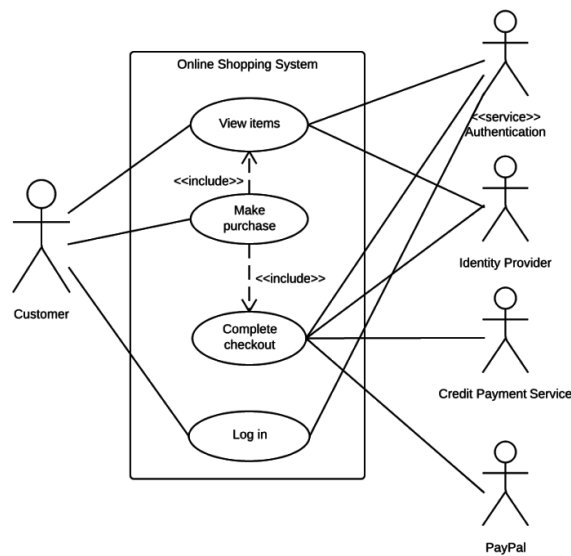 Online Shopping System
View items
<<service>>
Authentication
<<include>>
Make
purchase
Identity Provider
<<include>>
Customer
Complete
checkout
Credit Payment Service
Log in
PayPal